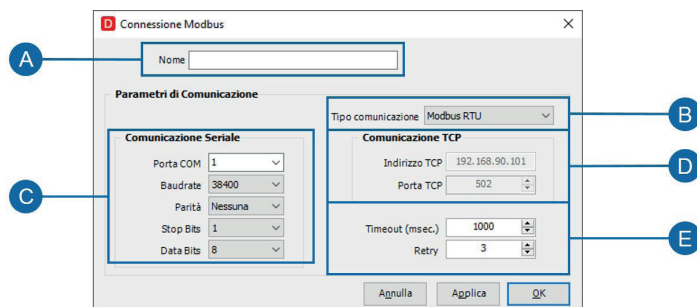 D Connessione Modbus
A
Nome
Parametri di Comunicazione
Tipo comunicazione Modbus RTU
B
Comunicazione Seriale
Porta COM 1
Baudrate 38400
Parità Nessuna
Stop Bits 1
Data Bits 8
C
Comunicazione TCP
Indirizzo TCP 192.168.90.101
Porta TCP 502
D
Timeout (msec.) 1000
Retry 3
E
Annulla Applica OK